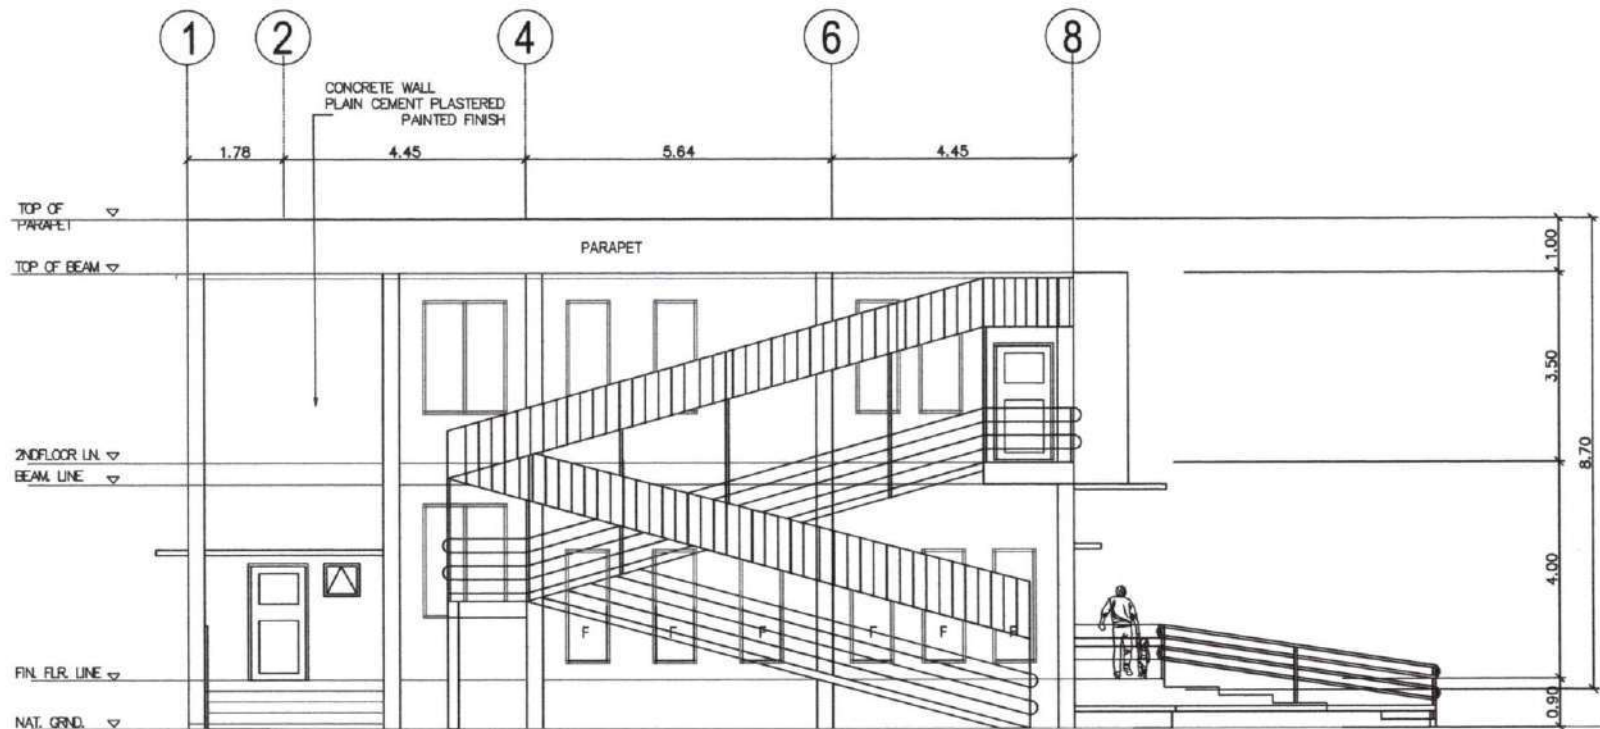 1 2 4 6 8
CONCRETE WALL
PLAIN CEMENT PLASTERED
PAINTED FINISH
1.78 4.45 5.64 4.45
TOP OF
PARAPET
PARAPET
1.00
TOP OF BEAM
3.50
2NDFLOOR LN.
BEAM. LINE
8.70
4.00
F F F F F F
FIN. FLR. LINE
0.90
NAT. GRND.